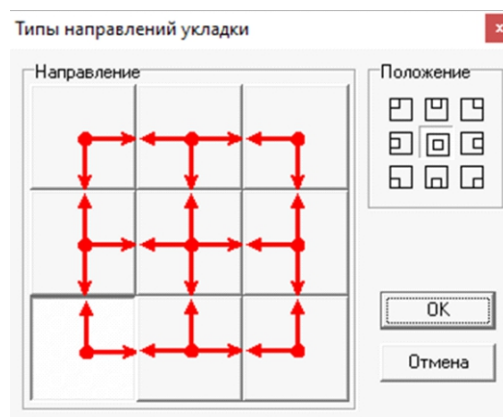 Типы направлений укладки
x
Направление
Положение
OK
Отмена